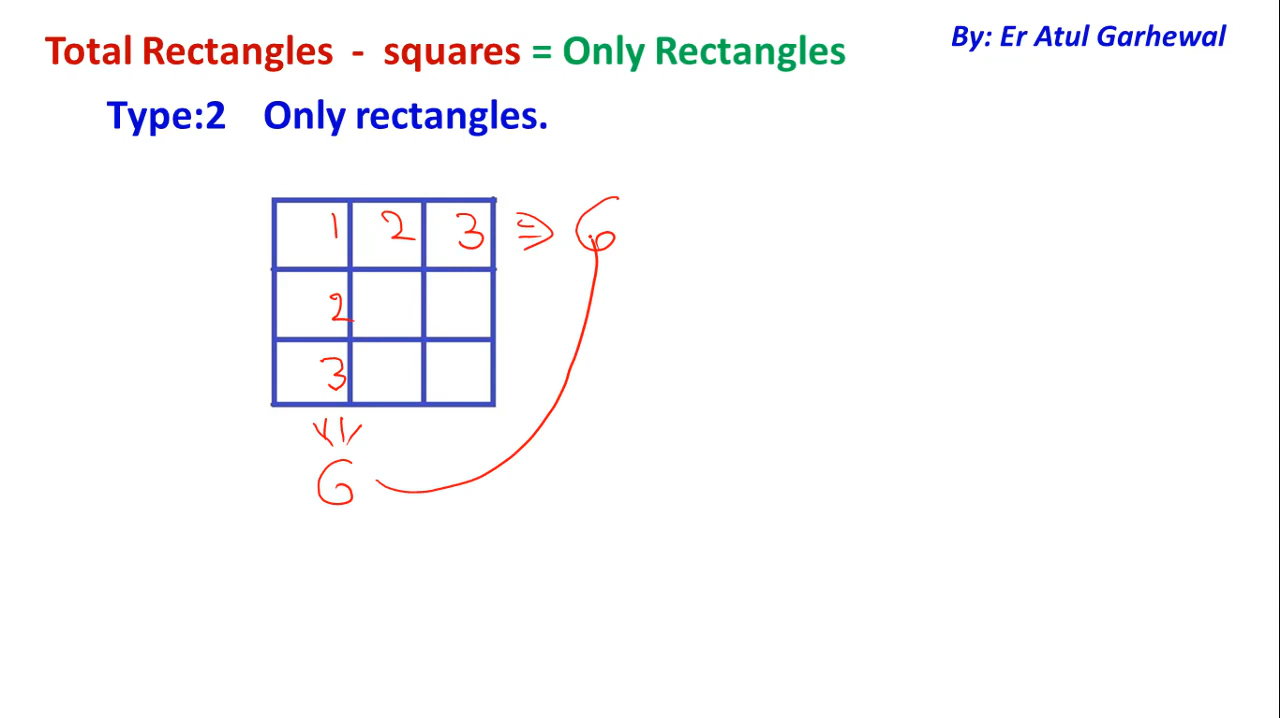 Total Rectangles - squares = Only Rectangles
By: Er Atul Garhewal
Type:2 Only rectangles.
1 2 3 ⇒ 6
2
3
6